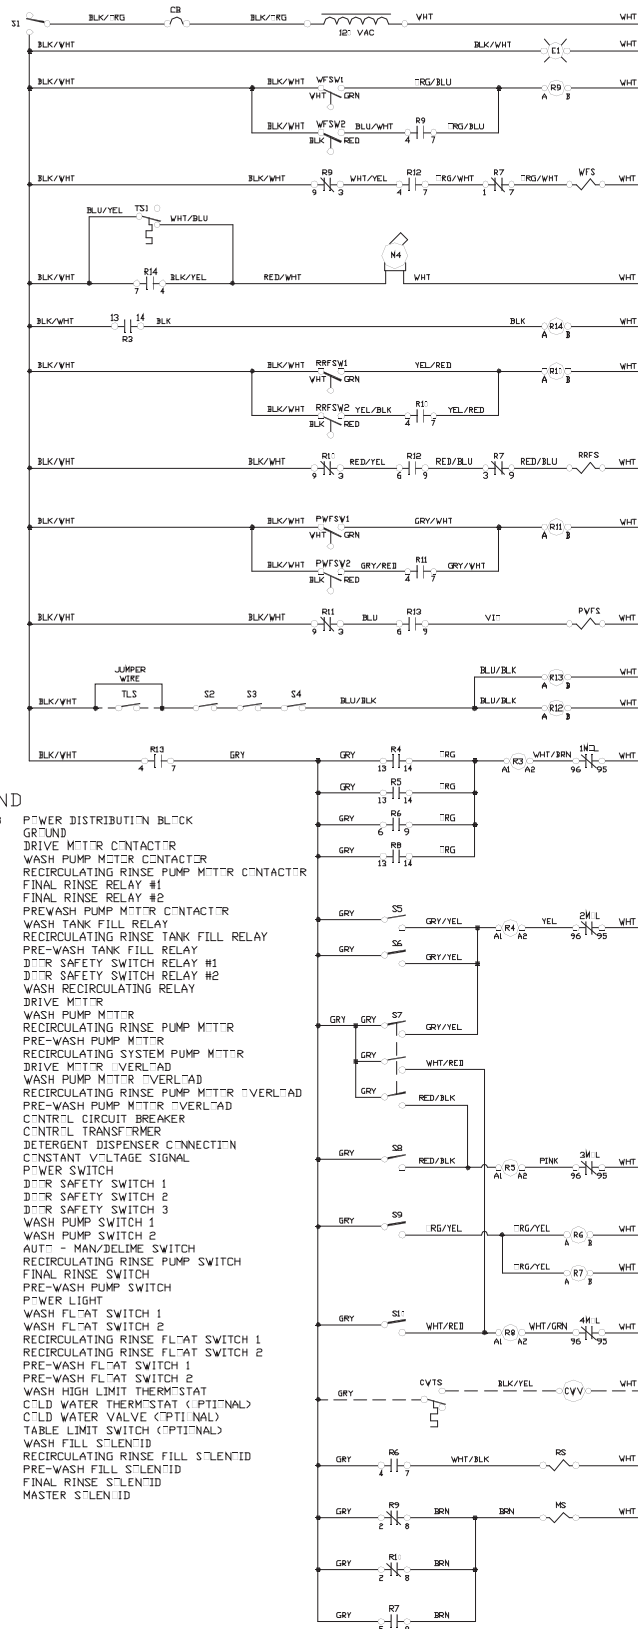 S1 BLK/ORG CB BLK/ORG WHT WHT
120 VAC
BLK/WHT BLK/WHT C1 WHT
BLK/WHT BLK/WHT WFSW1 ORG/BLU R9 WHT
WHT GRN A B
BLK/WHT WFSW2 BLU/WHT R9 ORG/BLU
BLK RED 4 7
BLK/WHT BLK/WHT R9 WHT/YEL R12 ORG/WHT R7 ORG/WHT WFS WHT
9 3 4 7 1 7
BLU/YEL TS1 WHT/BLU
M4
BLK/WHT R14 BLK/YEL RED/WHT WHT WHT
7 4
BLK/WHT 13 14 BLK BLK R14 WHT
R3 A B
BLK/WHT BLK/WHT RRFSW1 YEL/RED R10 WHT
WHT GRN A B
BLK/WHT RRFSW2 YEL/BLK R10 YEL/RED
BLK RED 4 7
BLK/WHT BLK/WHT R10 RED/YEL R12 RED/BLU R7 RED/BLU RRFS WHT
9 3 6 9 3 9
BLK/WHT BLK/WHT PWFSW1 GRY/WHT R11 WHT
WHT GRN A B
BLK/WHT PWFSW2 GRY/RED R11 GRY/WHT
BLK RED 4 7
BLK/WHT BLK/WHT R11 BLU R13 VIO PWFS WHT
9 3 6 9
JUMPER
WIRE
BLU/BLK R13 WHT
A B
BLK/WHT TLS S2 S3 S4 BLU/BLK BLU/BLK R12 WHT
A B
BLK/WHT R13 GRY GRY R4 ORG R3 WHT/BRN 1MOL WHT
4 7 13 14 A1 A2 96 95
GRY R5 ORG
13 14
GRY R6 ORG
6 9
GRY R8 ORG
13 14
GRY S5 GRY/YEL R4 YEL 2MOL WHT
A1 A2 96 95
GRY S6 GRY/YEL
GRY GRY S7 GRY/YEL
GRY WHT/RED
GRY RED/BLK
GRY S8 RED/BLK R5 PINK 3MOL WHT
A1 A2 96 95
GRY S9 ORG/YEL ORG/YEL R6 WHT
A B
ORG/YEL R7 WHT
A B
GRY S10 WHT/RED R8 WHT/GRN 4MOL WHT
A1 A2 96 95
GRY CWTS BLK/YEL CWV WHT
GRY R6 WHT/BLK RS WHT
4 7
GRY R9 BRN BRN MS WHT
2 8
GRY R10 BRN
2 8
GRY R7 BRN
ND
POWER DISTRIBUTION BLOCK
GROUND
DRIVE MOTOR CONTACTOR
WASH PUMP MOTOR CONTACTOR
RECIRCULATING RINSE PUMP MOTOR CONTACTOR
FINAL RINSE RELAY #1
FINAL RINSE RELAY #2
PREWASH PUMP MOTOR CONTACTOR
WASH TANK FILL RELAY
RECIRCULATING RINSE TANK FILL RELAY
PRE-WASH TANK FILL RELAY
DOOR SAFETY SWITCH RELAY #1
DOOR SAFETY SWITCH RELAY #2
WASH RECIRCULATING RELAY
DRIVE MOTOR
WASH PUMP MOTOR
RECIRCULATING RINSE PUMP MOTOR
PRE-WASH PUMP MOTOR
RECIRCULATING SYSTEM PUMP MOTOR
DRIVE MOTOR OVERLOAD
WASH PUMP MOTOR OVERLOAD
RECIRCULATING RINSE PUMP MOTOR OVERLOAD
PRE-WASH PUMP MOTOR OVERLOAD
CONTROL CIRCUIT BREAKER
CONTROL TRANSFORMER
DETERGENT DISPENSER CONNECTION
CONSTANT VOLTAGE SIGNAL
POWER SWITCH
DOOR SAFETY SWITCH 1
DOOR SAFETY SWITCH 2
DOOR SAFETY SWITCH 3
WASH PUMP SWITCH 1
WASH PUMP SWITCH 2
AUTO - MAN/DELIME SWITCH
RECIRCULATING RINSE PUMP SWITCH
FINAL RINSE SWITCH
PRE-WASH PUMP SWITCH
POWER LIGHT
WASH FLOAT SWITCH 1
WASH FLOAT SWITCH 2
RECIRCULATING RINSE FLOAT SWITCH 1
RECIRCULATING RINSE FLOAT SWITCH 2
PRE-WASH FLOAT SWITCH 1
PRE-WASH FLOAT SWITCH 2
WASH HIGH LIMIT THERMOSTAT
COLD WATER THERMOSTAT (OPTIONAL)
COLD WATER VALVE (OPTIONAL)
TABLE LIMIT SWITCH (OPTIONAL)
WASH FILL SOLENOID
RECIRCULATING RINSE FILL SOLENOID
PRE-WASH FILL SOLENOID
FINAL RINSE SOLENOID
MASTER SOLENOID